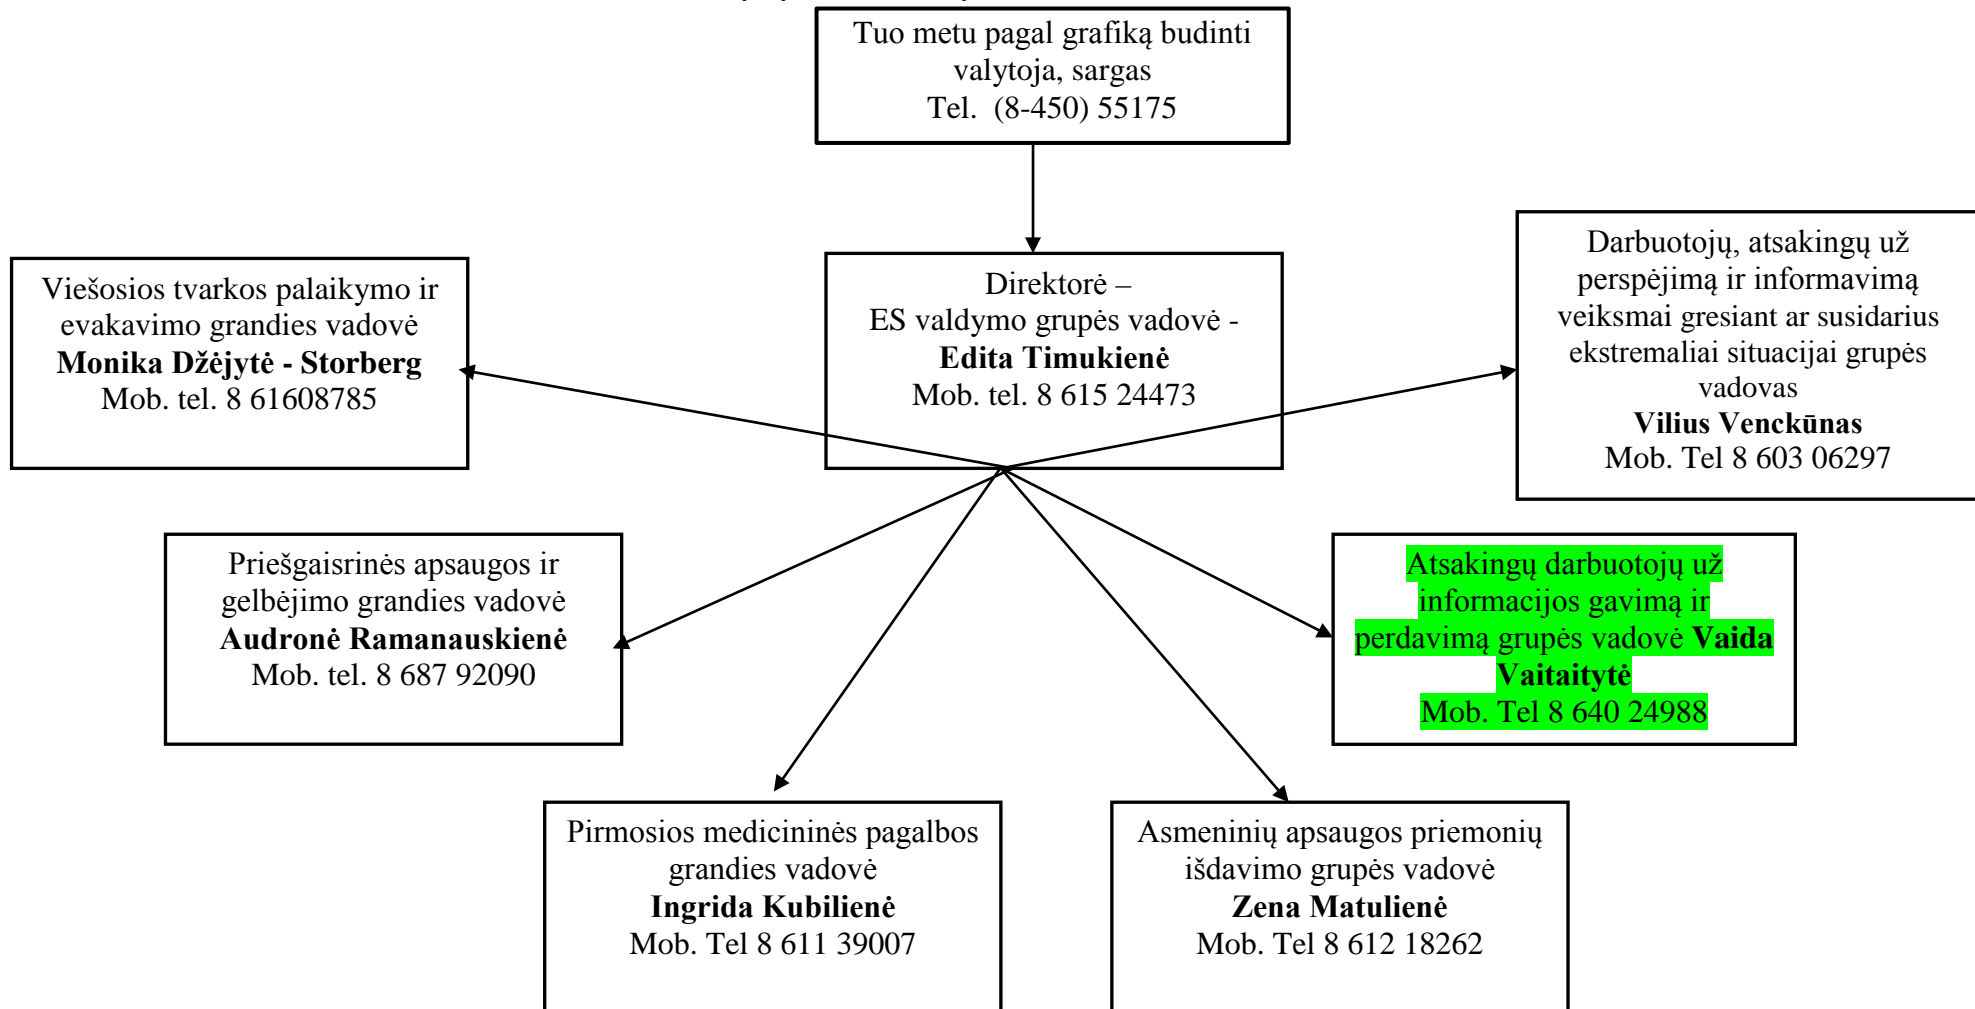 Tuo metu pagal grafiką budinti
valytoja, sargas
Tel. (8-450) 55175
Viešosios tvarkos palaikymo ir
evakavimo grandies vadovė
Monika Džėjytė - Storberg
Mob. tel. 8 61608785
Direktorė –
ES valdymo grupės vadovė -
Edita Timukienė
Mob. tel. 8 615 24473
Darbuotojų, atsakingų už
perspėjimą ir informavimą
veiksmai gresiant ar susidarius
ekstremaliai situacijai grupės
vadovas
Vilius Venckūnas
Mob. Tel 8 603 06297
Priešgaisrinės apsaugos ir
gelbėjimo grandies vadovė
Audronė Ramanauskienė
Mob. tel. 8 687 92090
Atsakingų darbuotojų už
informacijos gavimą ir
perdavimą grupės vadovė Vaida
Vaitaitytė
Mob. Tel 8 640 24988
Pirmosios medicininės pagalbos
grandies vadovė
Ingrida Kubilienė
Mob. Tel 8 611 39007
Asmeninių apsaugos priemonių
išdavimo grupės vadovė
Zena Matulienė
Mob. Tel 8 612 18262